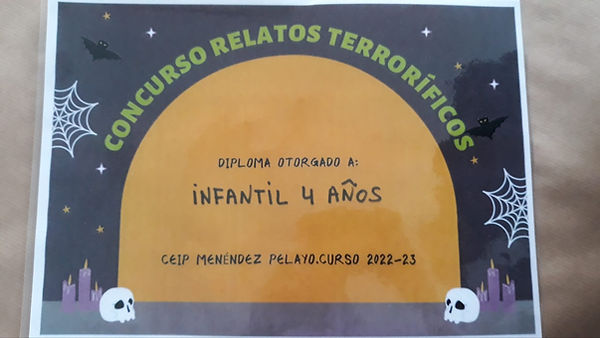 CONCURSO RELATOS TERRORÍFICOS
DIPLOMA OTORGADO A:
INFANTIL 4 AÑOS
CEIP MENÉNDEZ PELAYO.CURSO 2022-23